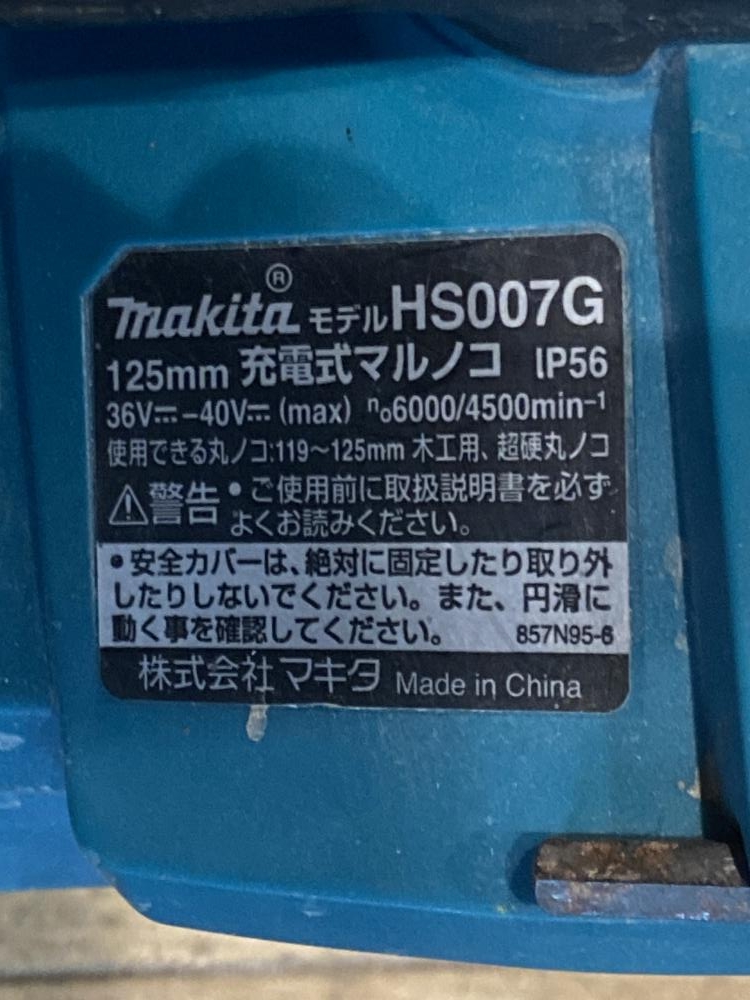 makita® モデルHS007G
125mm 充電式マルノコ IP56
36V⎓-40V⎓ (max) n₀6000/4500min⁻¹
使用できる丸ノコ:119～125mm 木工用、超硬丸ノコ
⚠警告 ・ご使用前に取扱説明書を必ず
よくお読みください。
・安全カバーは、絶対に固定したり取り外
したりしないでください。また、円滑に
動く事を確認してください。 857N95-6
株式会社マキタ Made in China